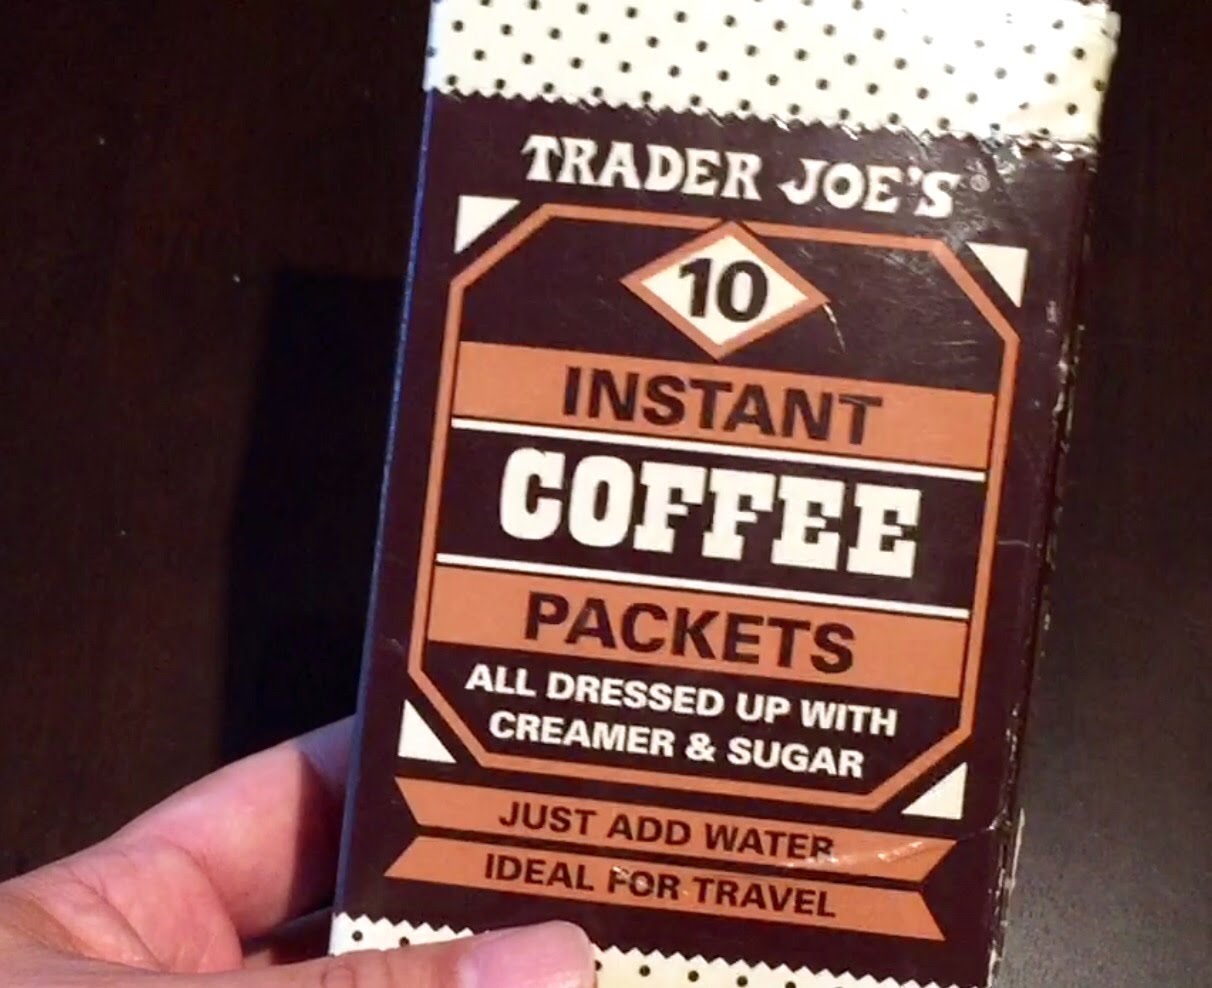 TRADER JOE'S®
10
INSTANT
COFFEE
PACKETS
ALL DRESSED UP WITH
CREAMER & SUGAR
JUST ADD WATER
IDEAL FOR TRAVEL